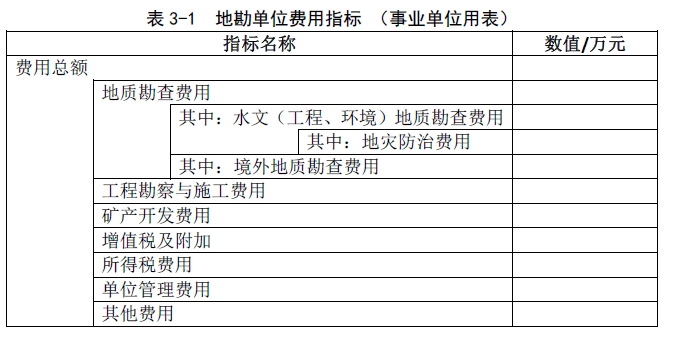 表 3-1 地勘单位费用指标 （事业单位用表）
指标名称 数值/万元
费用总额
地质勘查费用
其中：水文（工程、环境）地质勘查费用
其中：地灾防治费用
其中：境外地质勘查费用
工程勘察与施工费用
矿产开发费用
增值税及附加
所得税费用
单位管理费用
其他费用